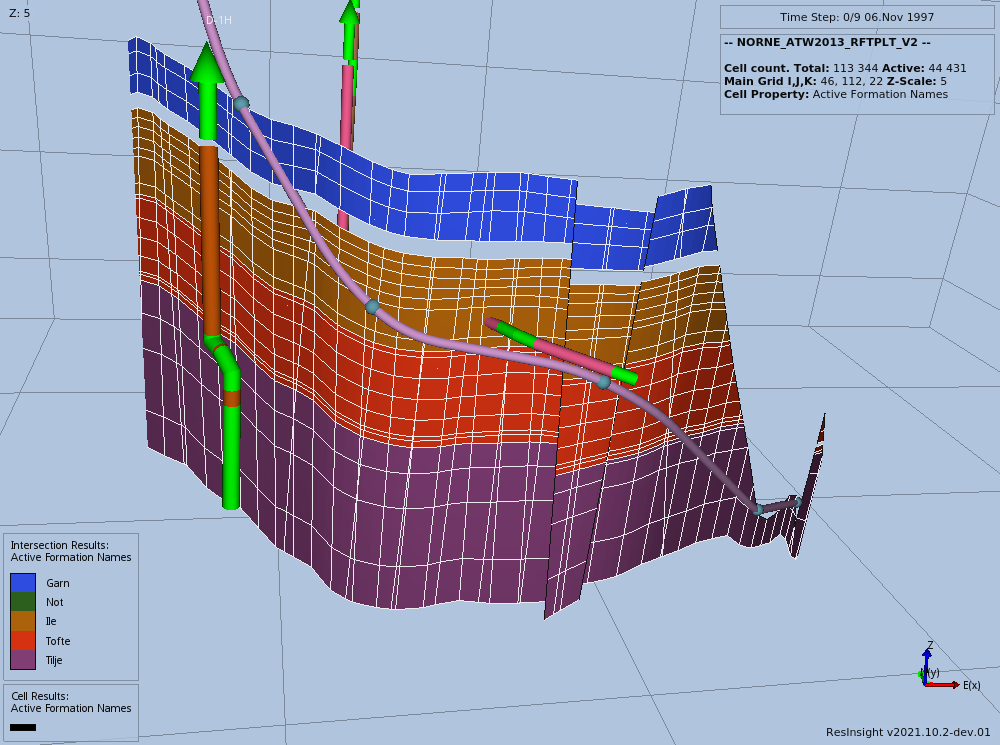 Z: 5
D-1H
Time Step: 0/9 06.Nov 1997
-- NORNE_ATW2013_RFTPLT_V2 --
Cell count. Total: 113 344 Active: 44 431
Main Grid I,J,K: 46, 112, 22 Z-Scale: 5
Cell Property: Active Formation Names
Intersection Results:
Active Formation Names
Garn
Not
Ile
Tofte
Tilje
Cell Results:
Active Formation Names
Z
N(y)
E(x)
ResInsight v2021.10.2-dev.01